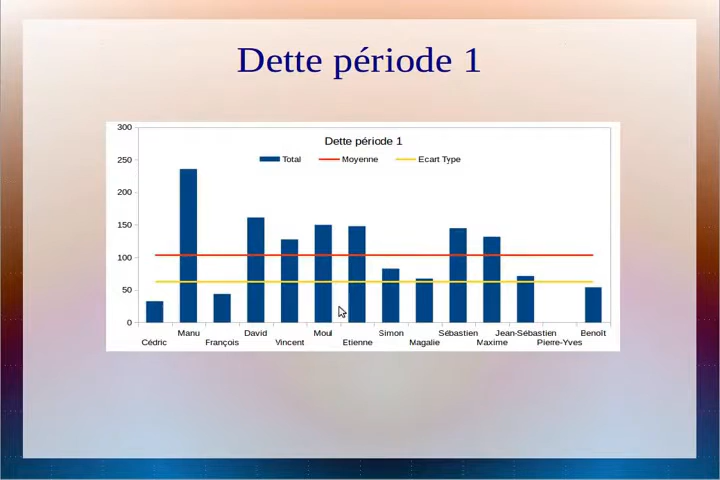 Dette période 1
Dette période 1
Total Moyenne Ecart Type
300
250
200
150
100
50
0
Manu David Moul Simon Sébastien Jean-Sébastien Benoît
Cédric François Vincent Etienne Magalie Maxime Pierre-Yves